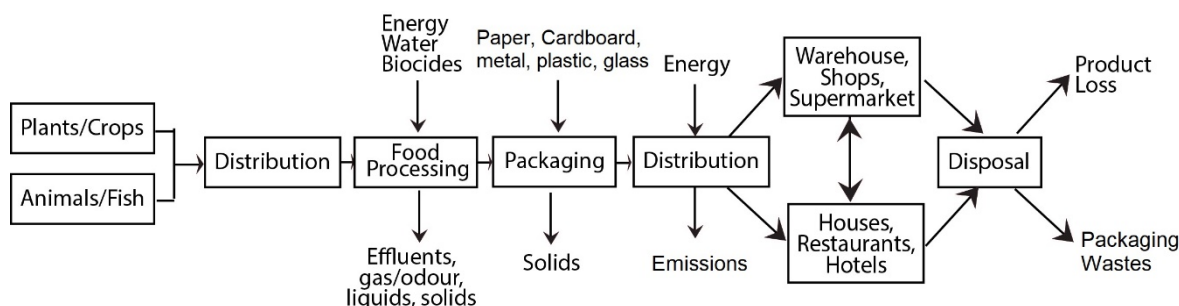 Plants/Crops
Animals/Fish
Distribution
Energy
Water
Biocides
Food
Processing
Effluents,
gas/odour,
liquids, solids
Paper, Cardboard,
metal, plastic, glass
Packaging
Solids
Energy
Distribution
Emissions
Warehouse,
Shops,
Supermarket
Houses,
Restaurants,
Hotels
Disposal
Product
Loss
Packaging
Wastes